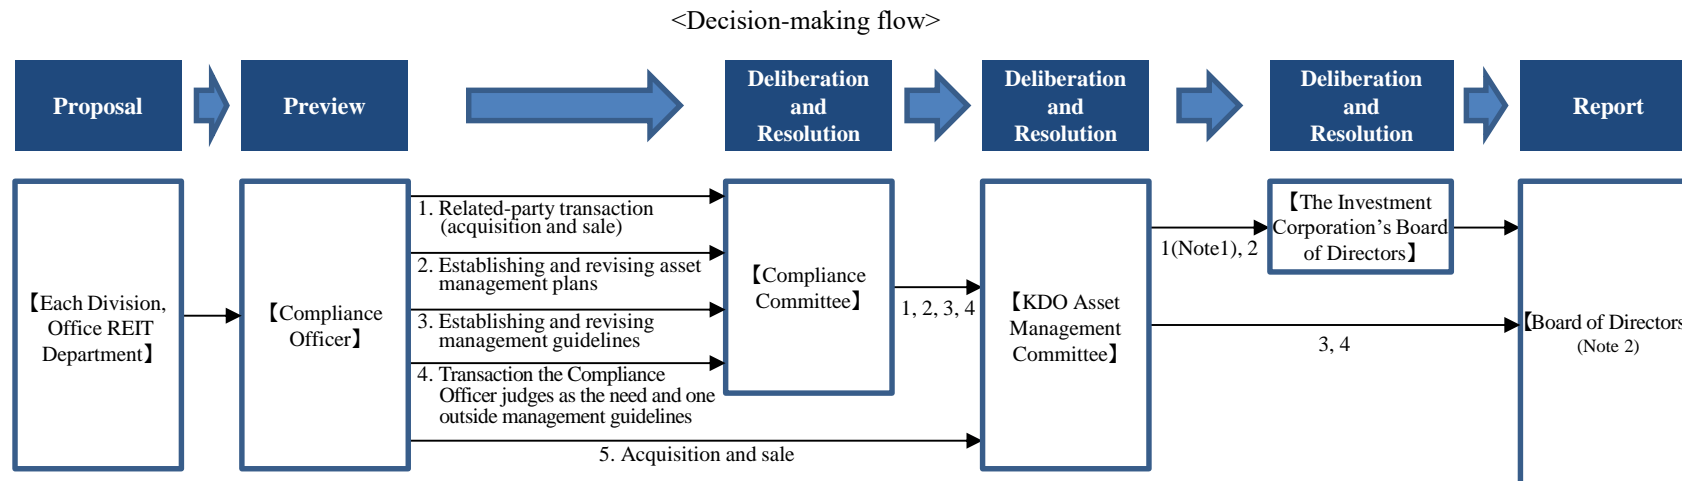 <Decision-making flow>
Proposal
Preview
Deliberation
and
Resolution
Deliberation
and
Resolution
Deliberation
and
Resolution
Report
【Each Division,
Office REIT
Department】
【Compliance
Officer】
1. Related-party transaction
(acquisition and sale)
2. Establishing and revising asset
management plans
3. Establishing and revising
management guidelines
4. Transaction the Compliance
Officer judges as the need and one
outside management guidelines
5. Acquisition and sale
【Compliance
Committee】
1, 2, 3, 4
【KDO Asset
Management
Committee】
1(Note1), 2
3, 4
【The Investment
Corporation’s Board
of Directors】
【Board of Directors
(Note 2)